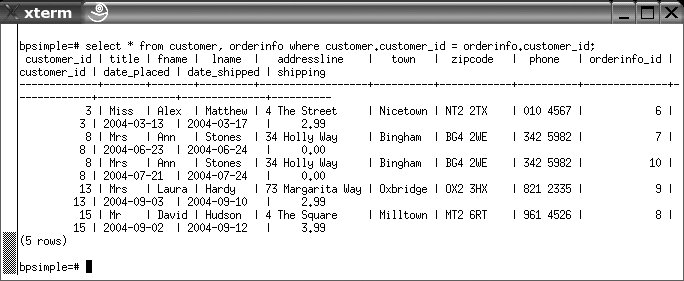 xterm
bpsimple=# select * from customer, orderinfo where customer.customer_id = orderinfo.customer_id;
 customer_id | title | fname | lname  | addressline | town | zipcode | phone | orderinfo_id |
customer_id | date_placed | date_shipped | shipping
-------------+-------+-------+---------+------------------+-----------+---------+----------+--------------+-
------------+-------------+--------------+----------
3 | Miss | Alex | Matthew | 4 The Street | Nicetown | NT2 2TX | 010 4567 | 6 |
3 | 2004-03-13 | 2004-03-17 | 2.99
8 | Mrs | Ann | Stones | 34 Holly Way | Bingham | BG4 2WE | 342 5982 | 7 |
8 | 2004-06-23 | 2004-06-24 | 0.00
8 | Mrs | Ann | Stones | 34 Holly Way | Bingham | BG4 2WE | 342 5982 | 10 |
8 | 2004-07-21 | 2004-07-24 | 0.00
13 | Mrs | Laura | Hardy | 73 Margarita Way | Oxbridge | OX2 3HX | 821 2335 | 9 |
13 | 2004-09-03 | 2004-09-10 | 2.99
15 | Mr | David | Hudson | 4 The Square | Milltown | MT2 6RT | 961 4526 | 8 |
15 | 2004-09-02 | 2004-09-12 | 3.99
(5 rows)
bpsimple=#